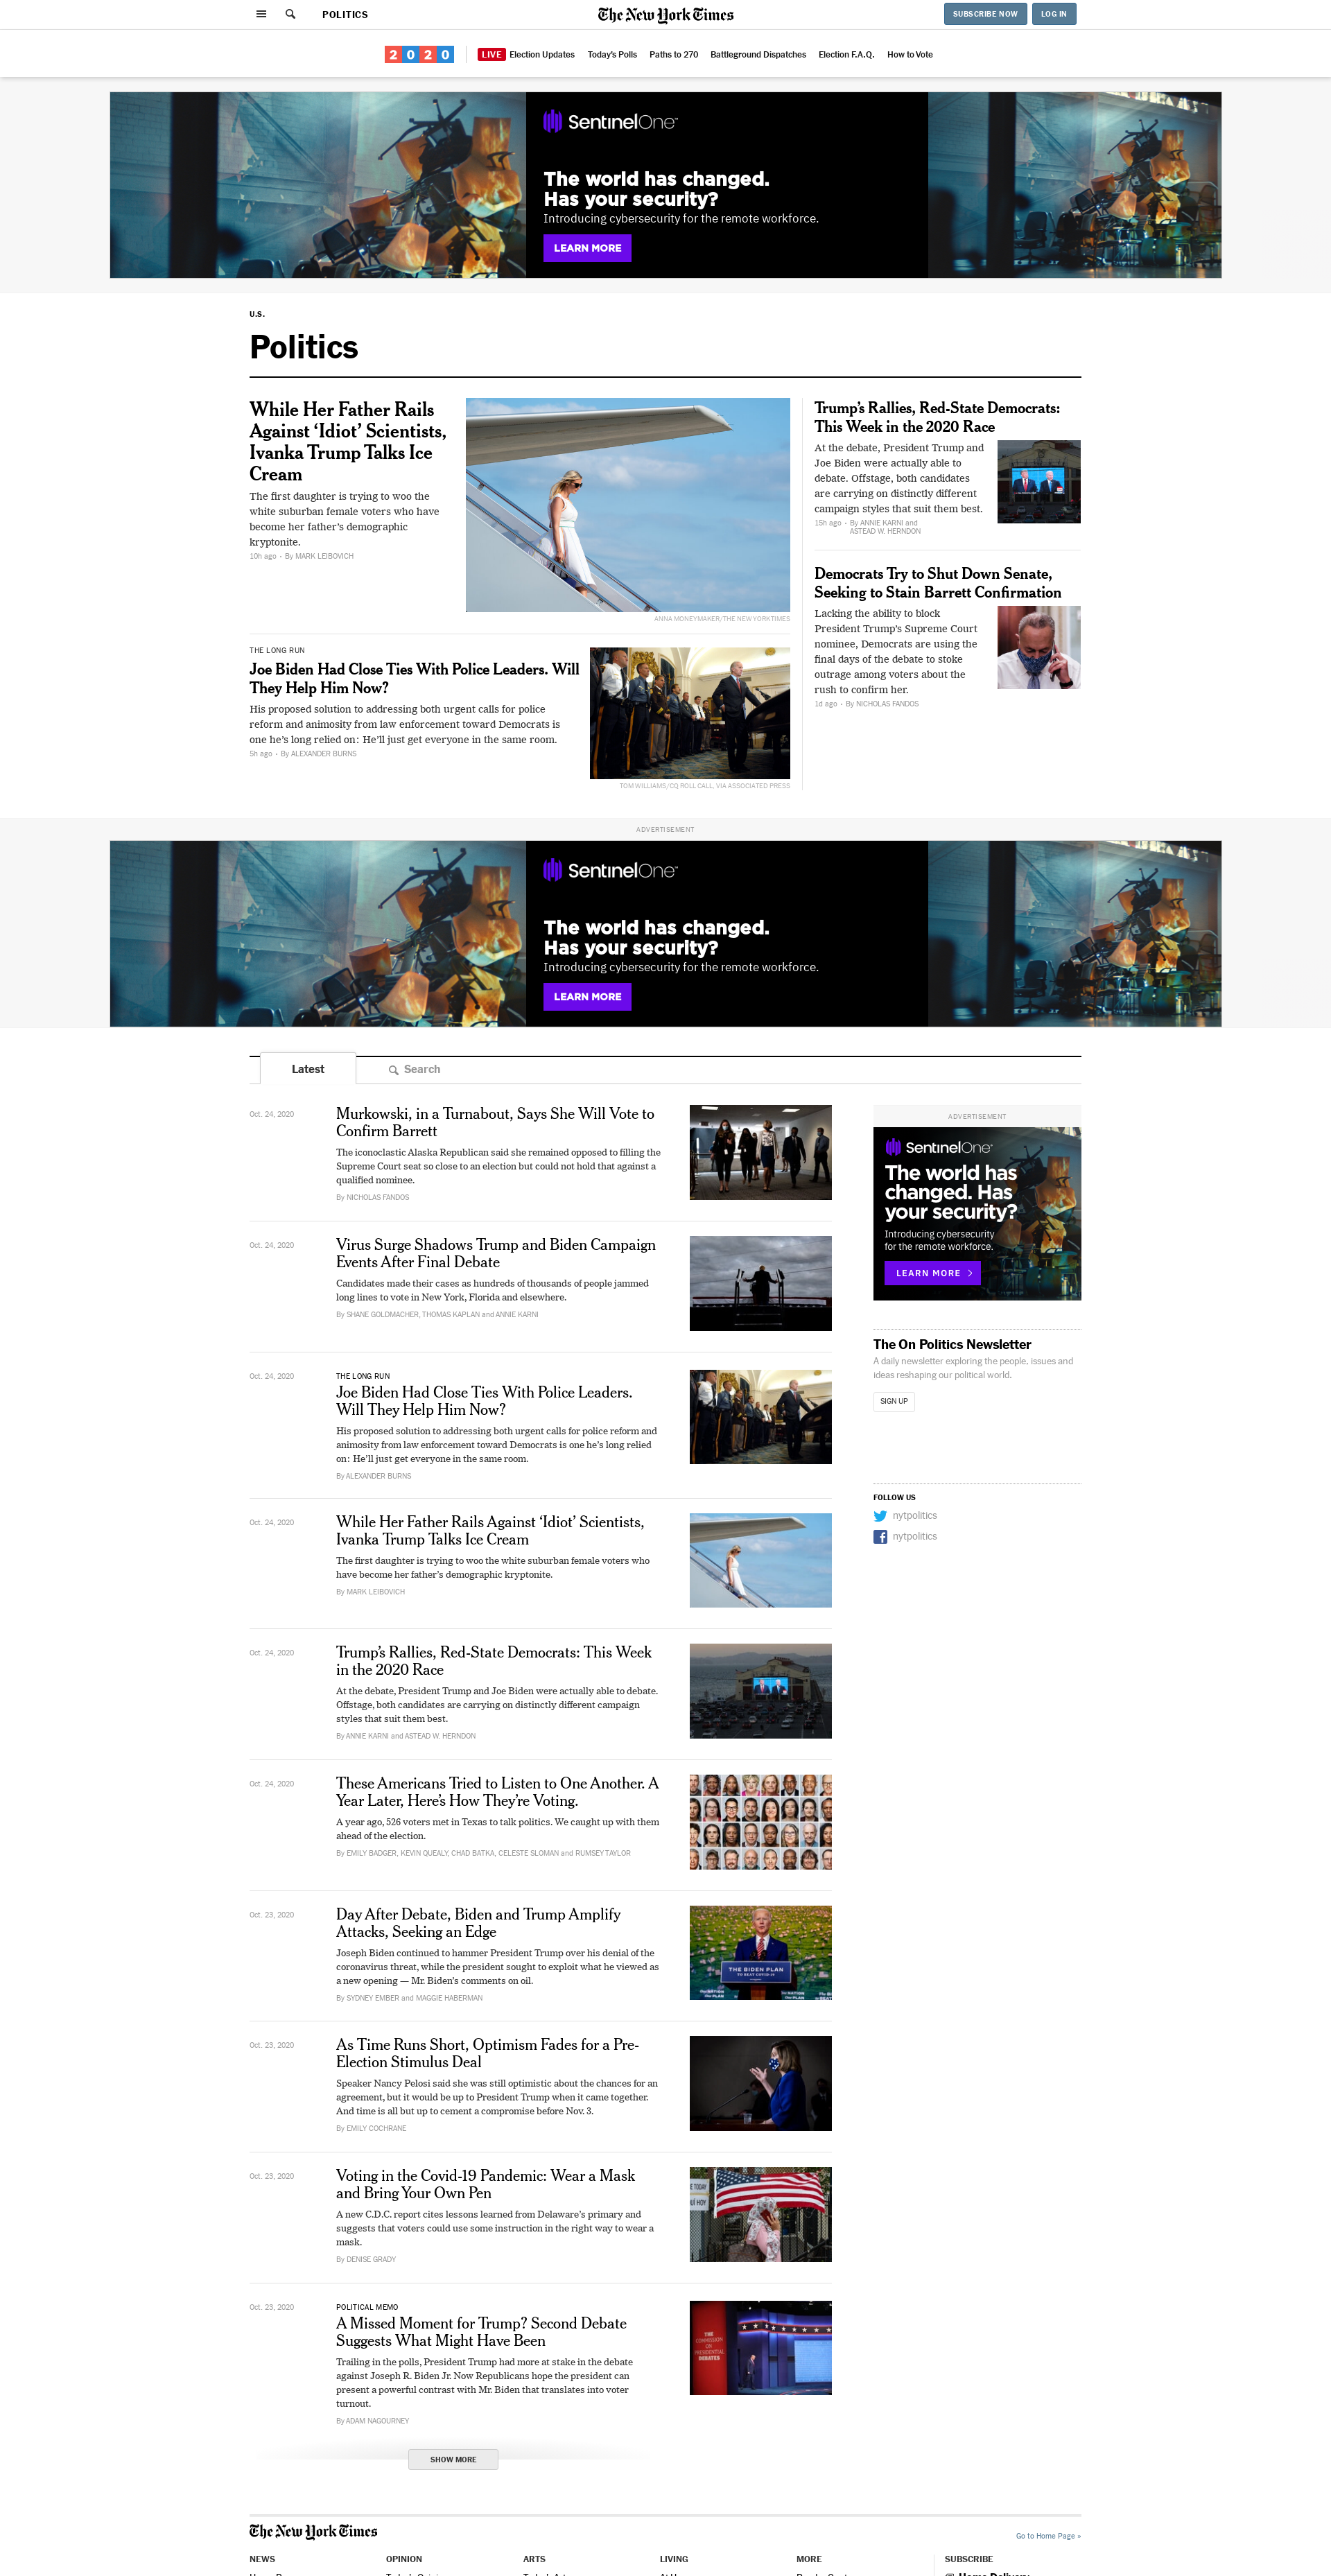 POLITICS
The New York Times
SUBSCRIBE NOW
LOG IN
2020
LIVE Election Updates
Today's Polls
Paths to 270
Battleground Dispatches
Election F.A.Q.
How to Vote
SentinelOne™
The world has changed.
Has your security?
Introducing cybersecurity for the remote workforce.
LEARN MORE
U.S.
Politics
While Her Father Rails
Against ‘Idiot’ Scientists,
Ivanka Trump Talks Ice
Cream
The first daughter is trying to woo the
white suburban female voters who have
become her father’s demographic
kryptonite.
10h ago • By MARK LEIBOVICH
ANNA MONEYMAKER/THE NEW YORK TIMES
THE LONG RUN
Joe Biden Had Close Ties With Police Leaders. Will
They Help Him Now?
His proposed solution to addressing both urgent calls for police
reform and animosity from law enforcement toward Democrats is
one he’s long relied on: He’ll just get everyone in the same room.
5h ago • By ALEXANDER BURNS
TOM WILLIAMS/CQ ROLL CALL, VIA ASSOCIATED PRESS
Trump’s Rallies, Red-State Democrats:
This Week in the 2020 Race
At the debate, President Trump and
Joe Biden were actually able to
debate. Offstage, both candidates
are carrying on distinctly different
campaign styles that suit them best.
15h ago • By ANNIE KARNI and
ASTEAD W. HERNDON
Democrats Try to Shut Down Senate,
Seeking to Stain Barrett Confirmation
Lacking the ability to block
President Trump’s Supreme Court
nominee, Democrats are using the
final days of the debate to stoke
outrage among voters about the
rush to confirm her.
1d ago • By NICHOLAS FANDOS
ADVERTISEMENT
SentinelOne™
The world has changed.
Has your security?
Introducing cybersecurity for the remote workforce.
LEARN MORE
Latest
Search
Oct. 24, 2020
Murkowski, in a Turnabout, Says She Will Vote to
Confirm Barrett
The iconoclastic Alaska Republican said she remained opposed to filling the
Supreme Court seat so close to an election but could not hold that against a
qualified nominee.
By NICHOLAS FANDOS
Oct. 24, 2020
Virus Surge Shadows Trump and Biden Campaign
Events After Final Debate
Candidates made their cases as hundreds of thousands of people jammed
long lines to vote in New York, Florida and elsewhere.
By SHANE GOLDMACHER, THOMAS KAPLAN and ANNIE KARNI
Oct. 24, 2020
THE LONG RUN
Joe Biden Had Close Ties With Police Leaders.
Will They Help Him Now?
His proposed solution to addressing both urgent calls for police reform and
animosity from law enforcement toward Democrats is one he’s long relied
on: He’ll just get everyone in the same room.
By ALEXANDER BURNS
Oct. 24, 2020
While Her Father Rails Against ‘Idiot’ Scientists,
Ivanka Trump Talks Ice Cream
The first daughter is trying to woo the white suburban female voters who
have become her father’s demographic kryptonite.
By MARK LEIBOVICH
Oct. 24, 2020
Trump’s Rallies, Red-State Democrats: This Week
in the 2020 Race
At the debate, President Trump and Joe Biden were actually able to debate.
Offstage, both candidates are carrying on distinctly different campaign
styles that suit them best.
By ANNIE KARNI and ASTEAD W. HERNDON
Oct. 24, 2020
These Americans Tried to Listen to One Another. A
Year Later, Here’s How They’re Voting.
A year ago, 526 voters met in Texas to talk politics. We caught up with them
ahead of the election.
By EMILY BADGER, KEVIN QUEALY, CHAD BATKA, CELESTE SLOMAN and RUMSEY TAYLOR
Oct. 23, 2020
Day After Debate, Biden and Trump Amplify
Attacks, Seeking an Edge
Joseph Biden continued to hammer President Trump over his denial of the
coronavirus threat, while the president sought to exploit what he viewed as
a new opening — Mr. Biden’s comments on oil.
By SYDNEY EMBER and MAGGIE HABERMAN
THE BIDEN PLAN
TO BEAT COVID-19
Oct. 23, 2020
As Time Runs Short, Optimism Fades for a Pre-
Election Stimulus Deal
Speaker Nancy Pelosi said she was still optimistic about the chances for an
agreement, but it would be up to President Trump when it came together.
And time is all but up to cement a compromise before Nov. 3.
By EMILY COCHRANE
Oct. 23, 2020
Voting in the Covid-19 Pandemic: Wear a Mask
and Bring Your Own Pen
A new C.D.C. report cites lessons learned from Delaware’s primary and
suggests that voters could use some instruction in the right way to wear a
mask.
By DENISE GRADY
Oct. 23, 2020
POLITICAL MEMO
A Missed Moment for Trump? Second Debate
Suggests What Might Have Been
Trailing in the polls, President Trump had more at stake in the debate
against Joseph R. Biden Jr. Now Republicans hope the president can
present a powerful contrast with Mr. Biden that translates into voter
turnout.
By ADAM NAGOURNEY
THE
COMMISSION ON
PRESIDENTIAL
DEBATES
SHOW MORE
ADVERTISEMENT
SentinelOne™
The world has
changed. Has
your security?
Introducing cybersecurity
for the remote workforce.
LEARN MORE >
The On Politics Newsletter
A daily newsletter exploring the people, issues and
ideas reshaping our political world.
SIGN UP
FOLLOW US
nytpolitics
nytpolitics
The New York Times
Go to Home Page »
NEWS
OPINION
ARTS
LIVING
MORE
SUBSCRIBE